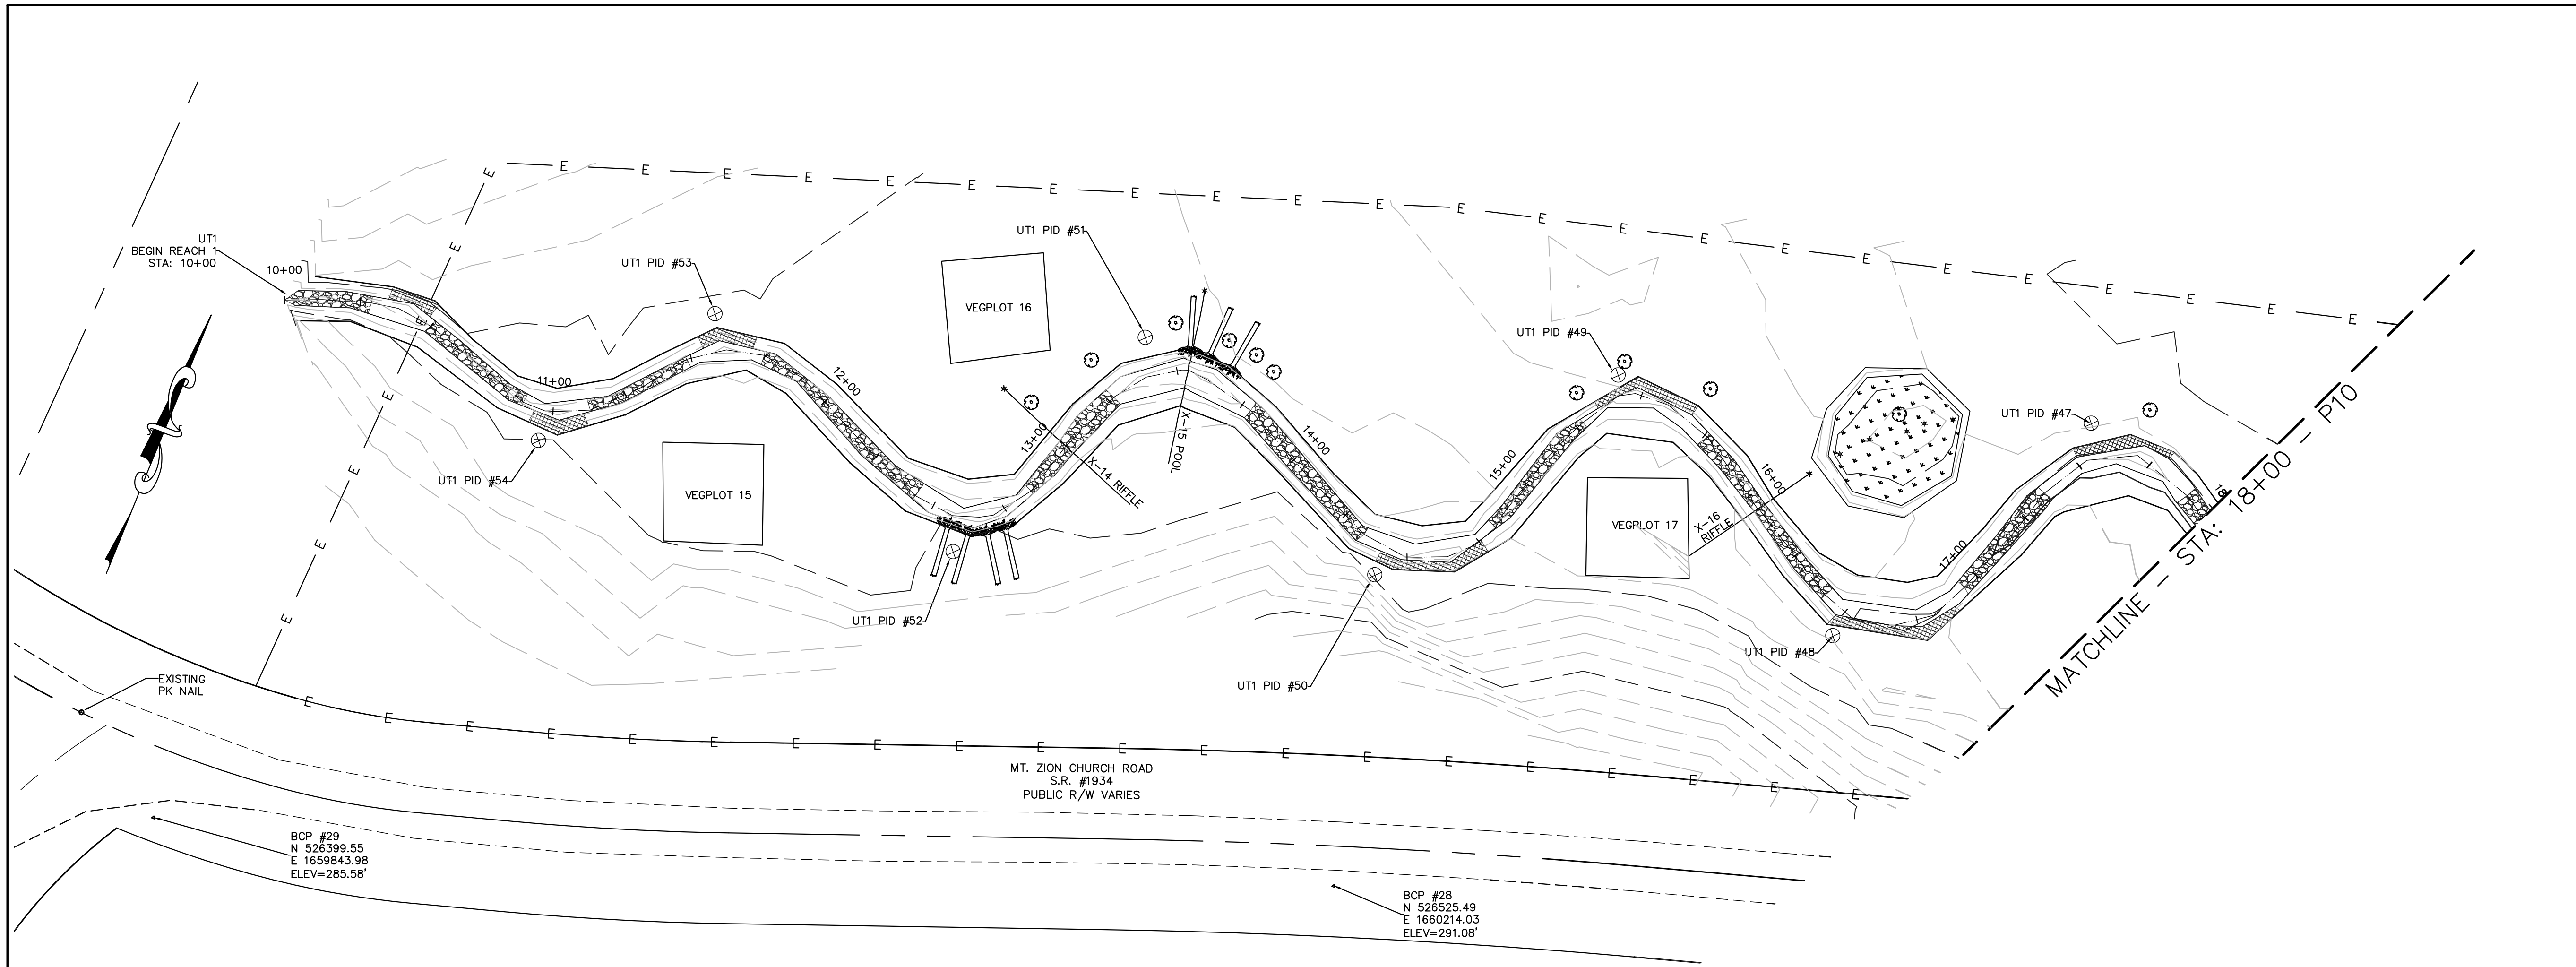 UT1
BEGIN REACH 1
STA: 10+00
10+00
UT1 PID #53
UT1 PID #51
VEGPLOT 16
UT1 PID #49
11+00
12+00
13+00
14+00
15+00
16+00
17+00
18
UT1 PID #47
UT1 PID #54
VEGPLOT 15
X-14 RIFFLE
X-15 POOL
VEGPLOT 17
X-16
RIFFLE
UT1 PID #52
UT1 PID #50
UT1 PID #48
MATCHLINE - STA: 18+00 - P10
EXISTING
PK NAIL
MT. ZION CHURCH ROAD
S.R. #1934
PUBLIC R/W VARIES
BCP #29
N 526399.55
E 1659843.98
ELEV=285.58'
BCP #28
N 526525.49
E 1660214.03
ELEV=291.08'
E E E E E E E E E E E E E E E E E E E E E E E
E
E
E
E
E
E
E
E E E E E E E E E E E E E E E E E E E E